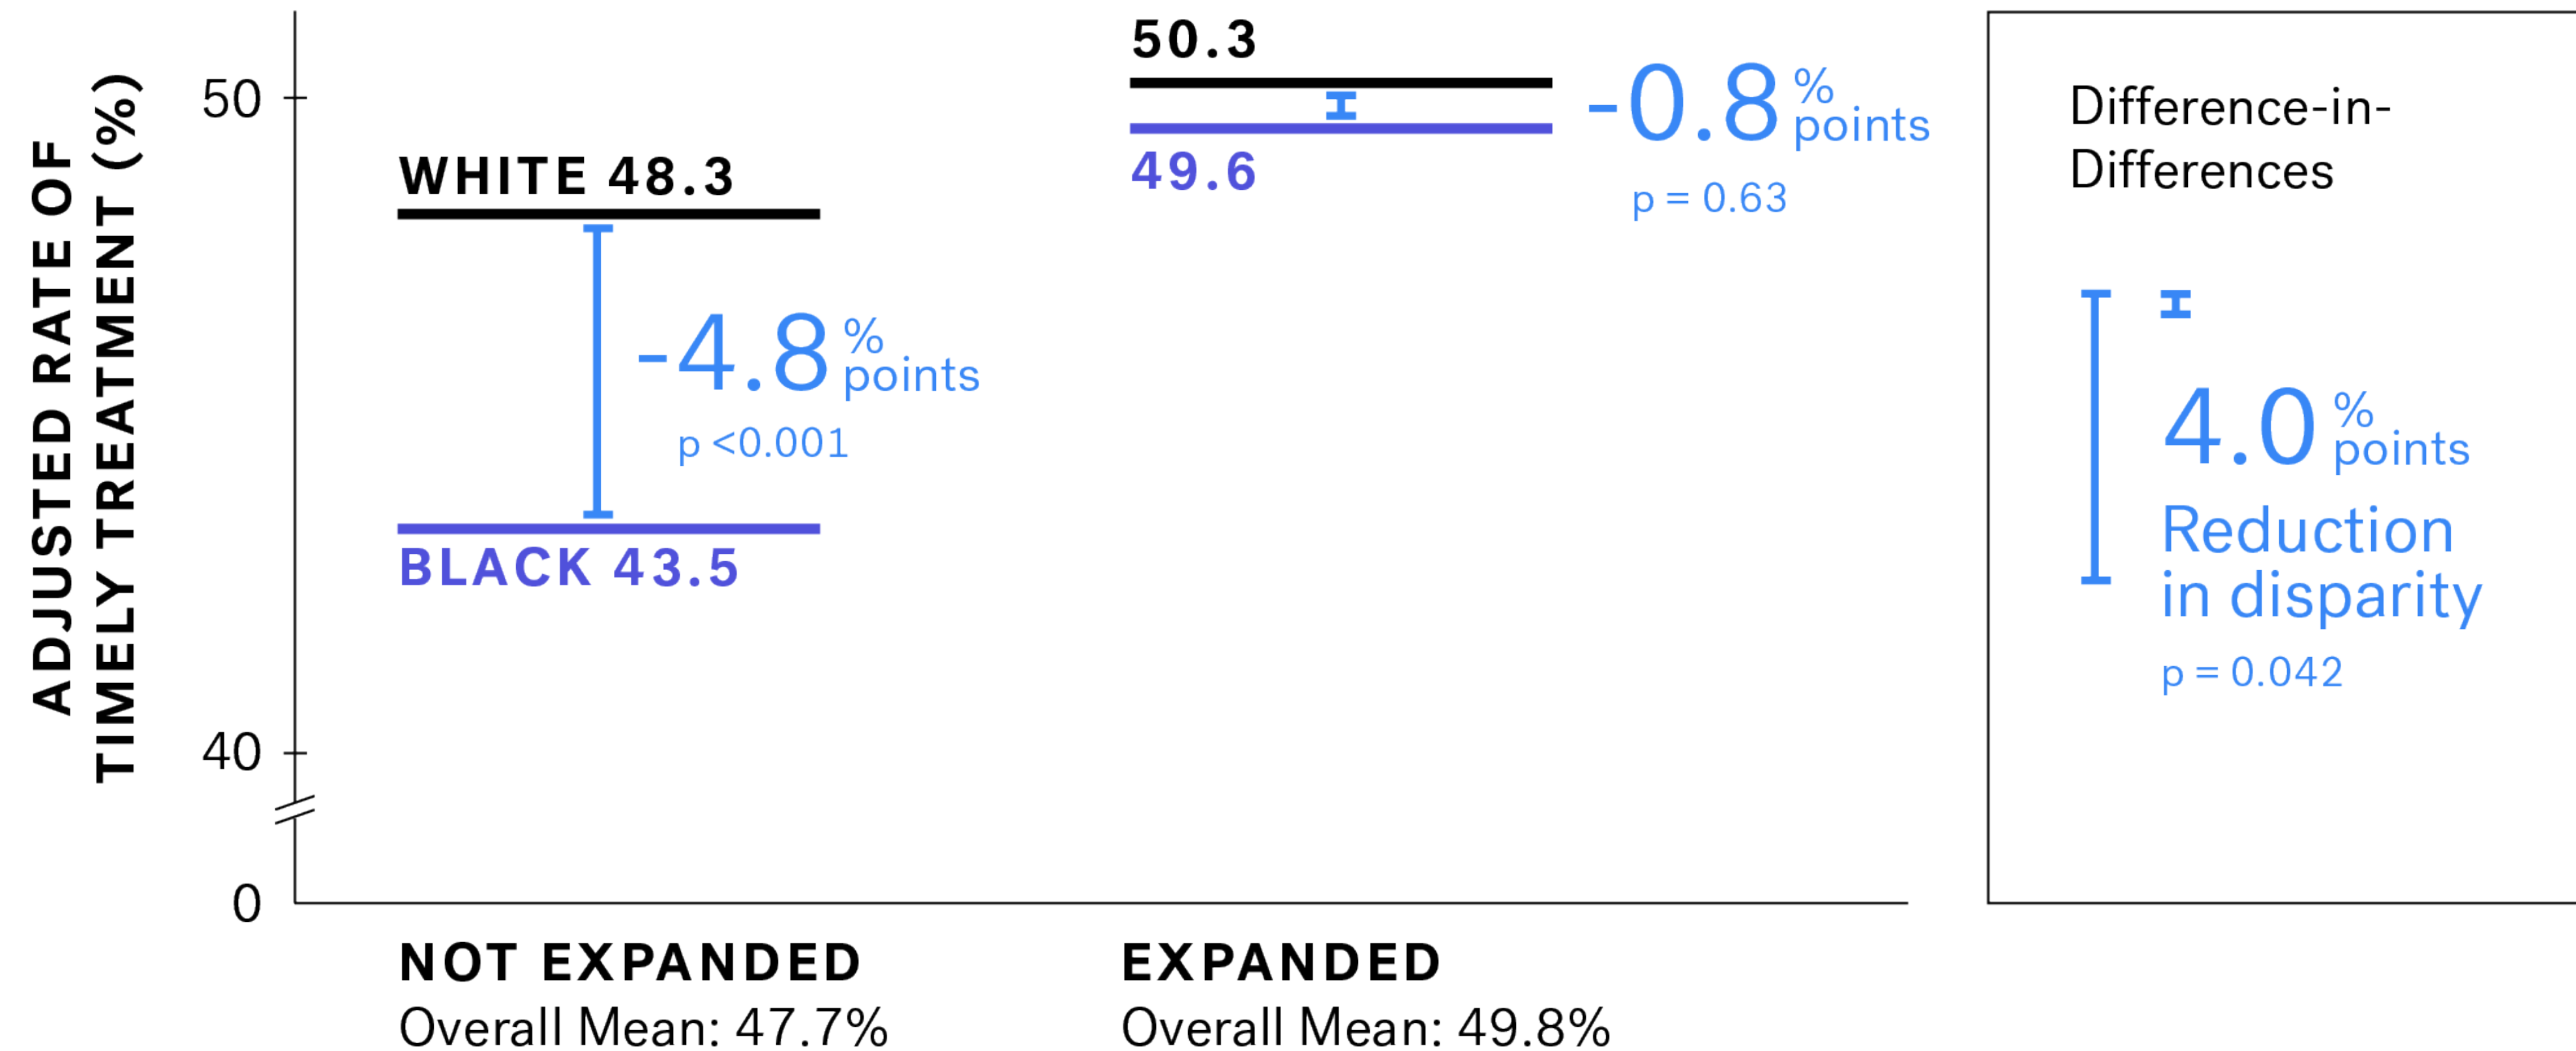 ADJUSTED RATE OF
TIMELY TREATMENT (%)
50
40
0
WHITE 48.3
-4.8 % points
p <0.001
BLACK 43.5
50.3
49.6
-0.8 % points
p = 0.63
NOT EXPANDED
Overall Mean: 47.7%
EXPANDED
Overall Mean: 49.8%
Difference-in-
Differences
4.0 % points
Reduction
in disparity
p = 0.042